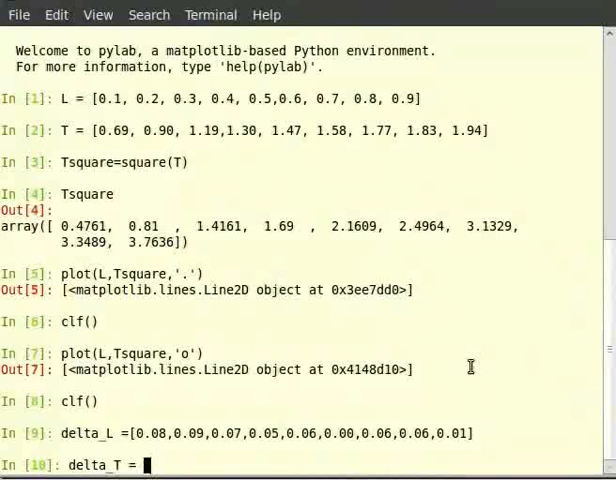 File Edit View Search Terminal Help
Welcome to pylab, a matplotlib-based Python environment.
For more information, type 'help(pylab)'.
In [1]: L = [0.1, 0.2, 0.3, 0.4, 0.5,0.6, 0.7, 0.8, 0.9]
In [2]: T = [0.69, 0.90, 1.19,1.30, 1.47, 1.58, 1.77, 1.83, 1.94]
In [3]: Tsquare=square(T)
In [4]: Tsquare
Out[4]:
array([ 0.4761, 0.81 , 1.4161, 1.69 , 2.1609, 2.4964, 3.1329,
3.3489, 3.7636])
In [5]: plot(L,Tsquare,'.')
Out[5]: [<matplotlib.lines.Line2D object at 0x3ee7dd0>]
In [6]: clf()
In [7]: plot(L,Tsquare,'o')
Out[7]: [<matplotlib.lines.Line2D object at 0x4148d10>]
In [8]: clf()
In [9]: delta_L =[0.08,0.09,0.07,0.05,0.06,0.00,0.06,0.06,0.01]
In [10]: delta_T =